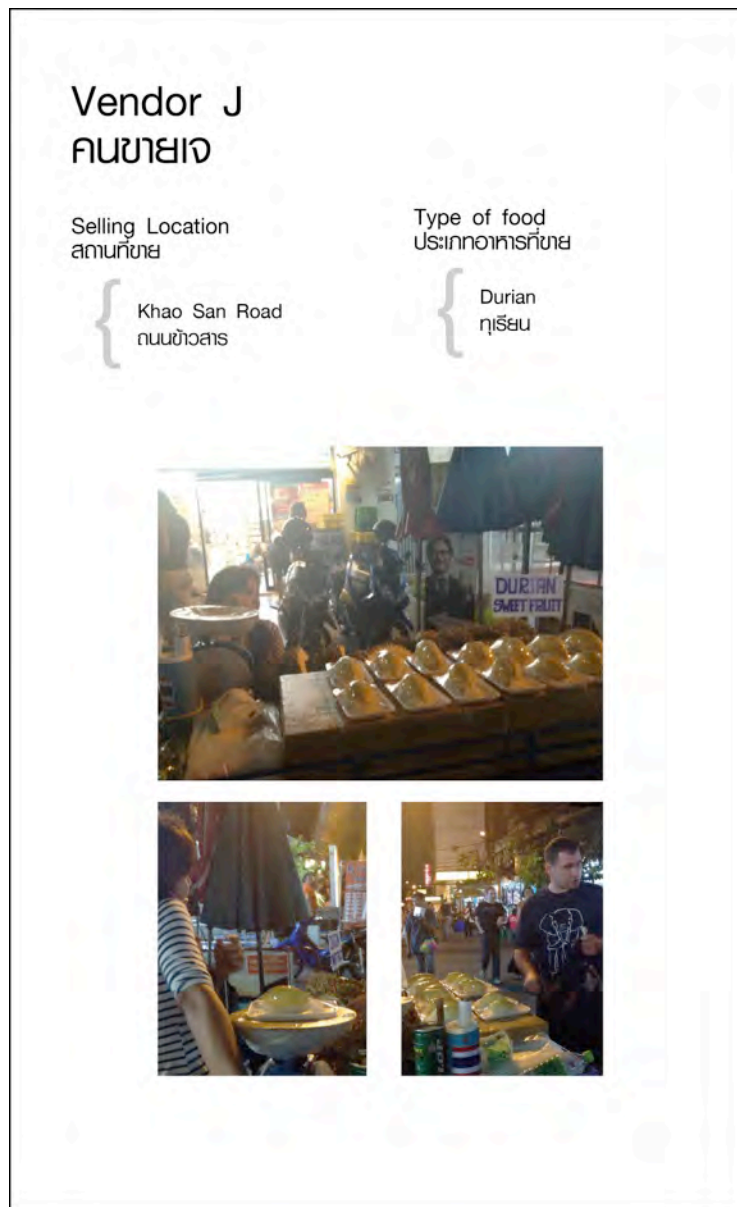 Vendor J
คนขายเจ
Selling Location
สถานที่ขาย
Khao San Road
ถนนข้าวสาร
Type of food
ประเภทอาหารที่ขาย
Durian
ทุเรียน
DURIAN
SWEET FRUIT